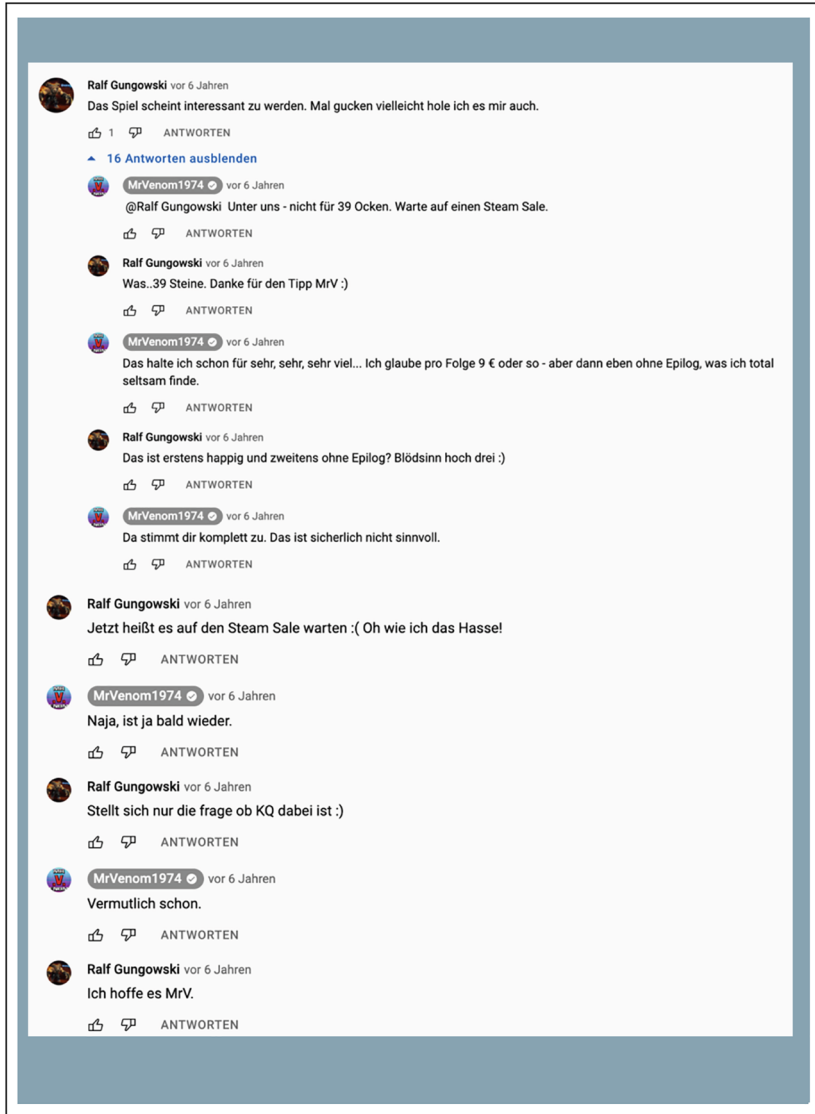 Ralf Gungowski vor 6 Jahren
Das Spiel scheint interessant zu werden. Mal gucken vielleicht hole ich es mir auch.
1 ANTWORTEN
16 Antworten ausblenden
MrVenom1974 vor 6 Jahren
@Ralf Gungowski Unter uns - nicht für 39 Ocken. Warte auf einen Steam Sale.
ANTWORTEN
Ralf Gungowski vor 6 Jahren
Was..39 Steine. Danke für den Tipp MrV :)
ANTWORTEN
MrVenom1974 vor 6 Jahren
Das halte ich schon für sehr, sehr, sehr viel... Ich glaube pro Folge 9 € oder so - aber dann eben ohne Epilog, was ich total
seltsam finde.
ANTWORTEN
Ralf Gungowski vor 6 Jahren
Das ist erstens happig und zweitens ohne Epilog? Blödsinn hoch drei :)
ANTWORTEN
MrVenom1974 vor 6 Jahren
Da stimmt dir komplett zu. Das ist sicherlich nicht sinnvoll.
ANTWORTEN
Ralf Gungowski vor 6 Jahren
Jetzt heißt es auf den Steam Sale warten :( Oh wie ich das Hasse!
ANTWORTEN
MrVenom1974 vor 6 Jahren
Naja, ist ja bald wieder.
ANTWORTEN
Ralf Gungowski vor 6 Jahren
Stellt sich nur die frage ob KQ dabei ist :)
ANTWORTEN
MrVenom1974 vor 6 Jahren
Vermutlich schon.
ANTWORTEN
Ralf Gungowski vor 6 Jahren
Ich hoffe es MrV.
ANTWORTEN